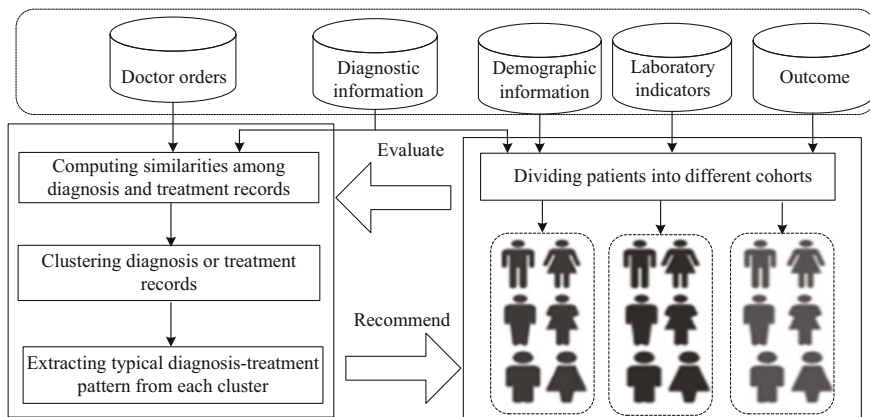 Doctor orders
Diagnostic
information
Demographic
information
Laboratory
indicators
Outcome
Evaluate
Computing similarities among
diagnosis and treatment records
Dividing patients into different cohorts
Clustering diagnosis or treatment
records
Recommend
Extracting typical diagnosis-treatment
pattern from each cluster